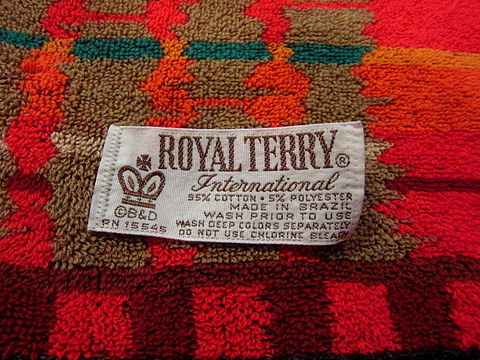 ROYAL TERRY®
International
95% COTTON • 5% POLYESTER
MADE IN BRAZIL
WASH PRIOR TO USE
WASH DEEP COLORS SEPARATELY
DO NOT USE CHLORINE BLEACH
©B&D
RN 15545